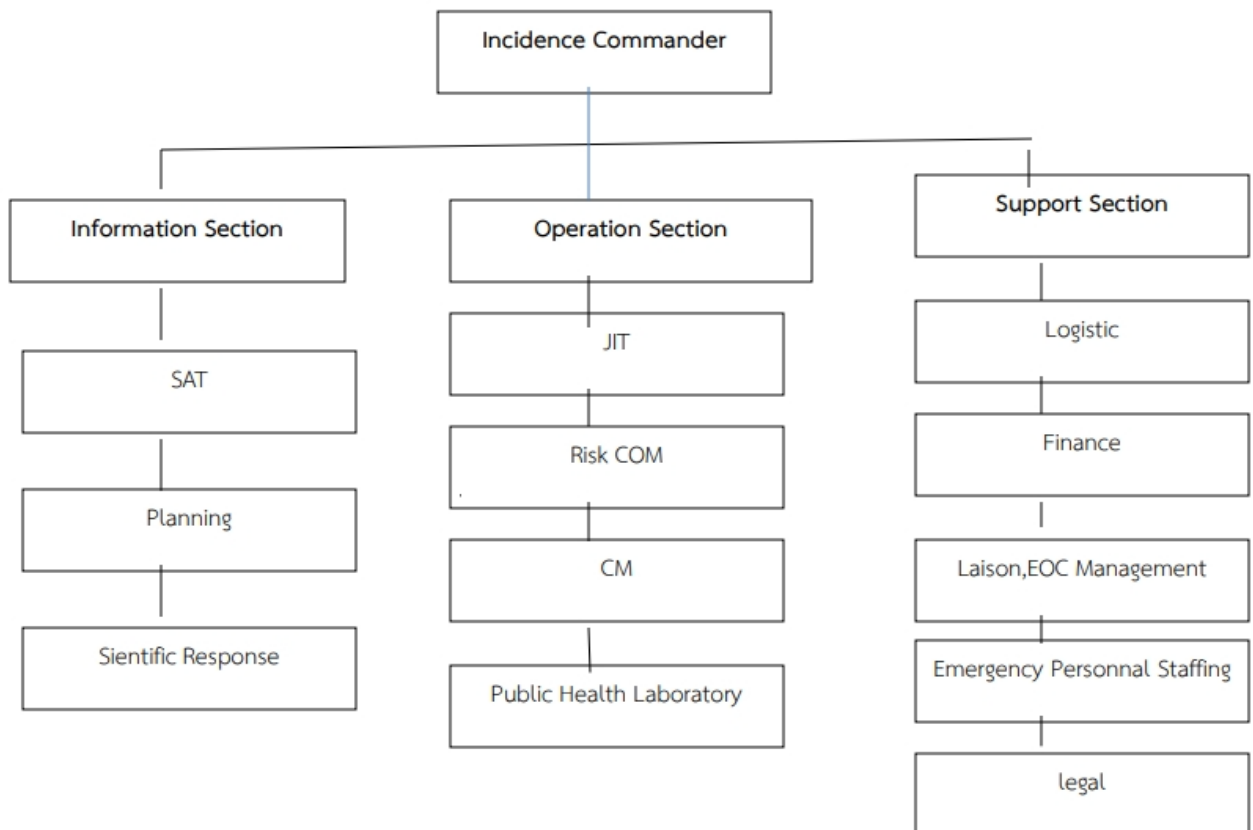 Incidence Commander
Information Section
SAT
Planning
Sientific Response
Operation Section
JIT
Risk COM
CM
Public Health Laboratory
Support Section
Logistic
Finance
Laison,EOC Management
Emergency Personnal Staffing
legal